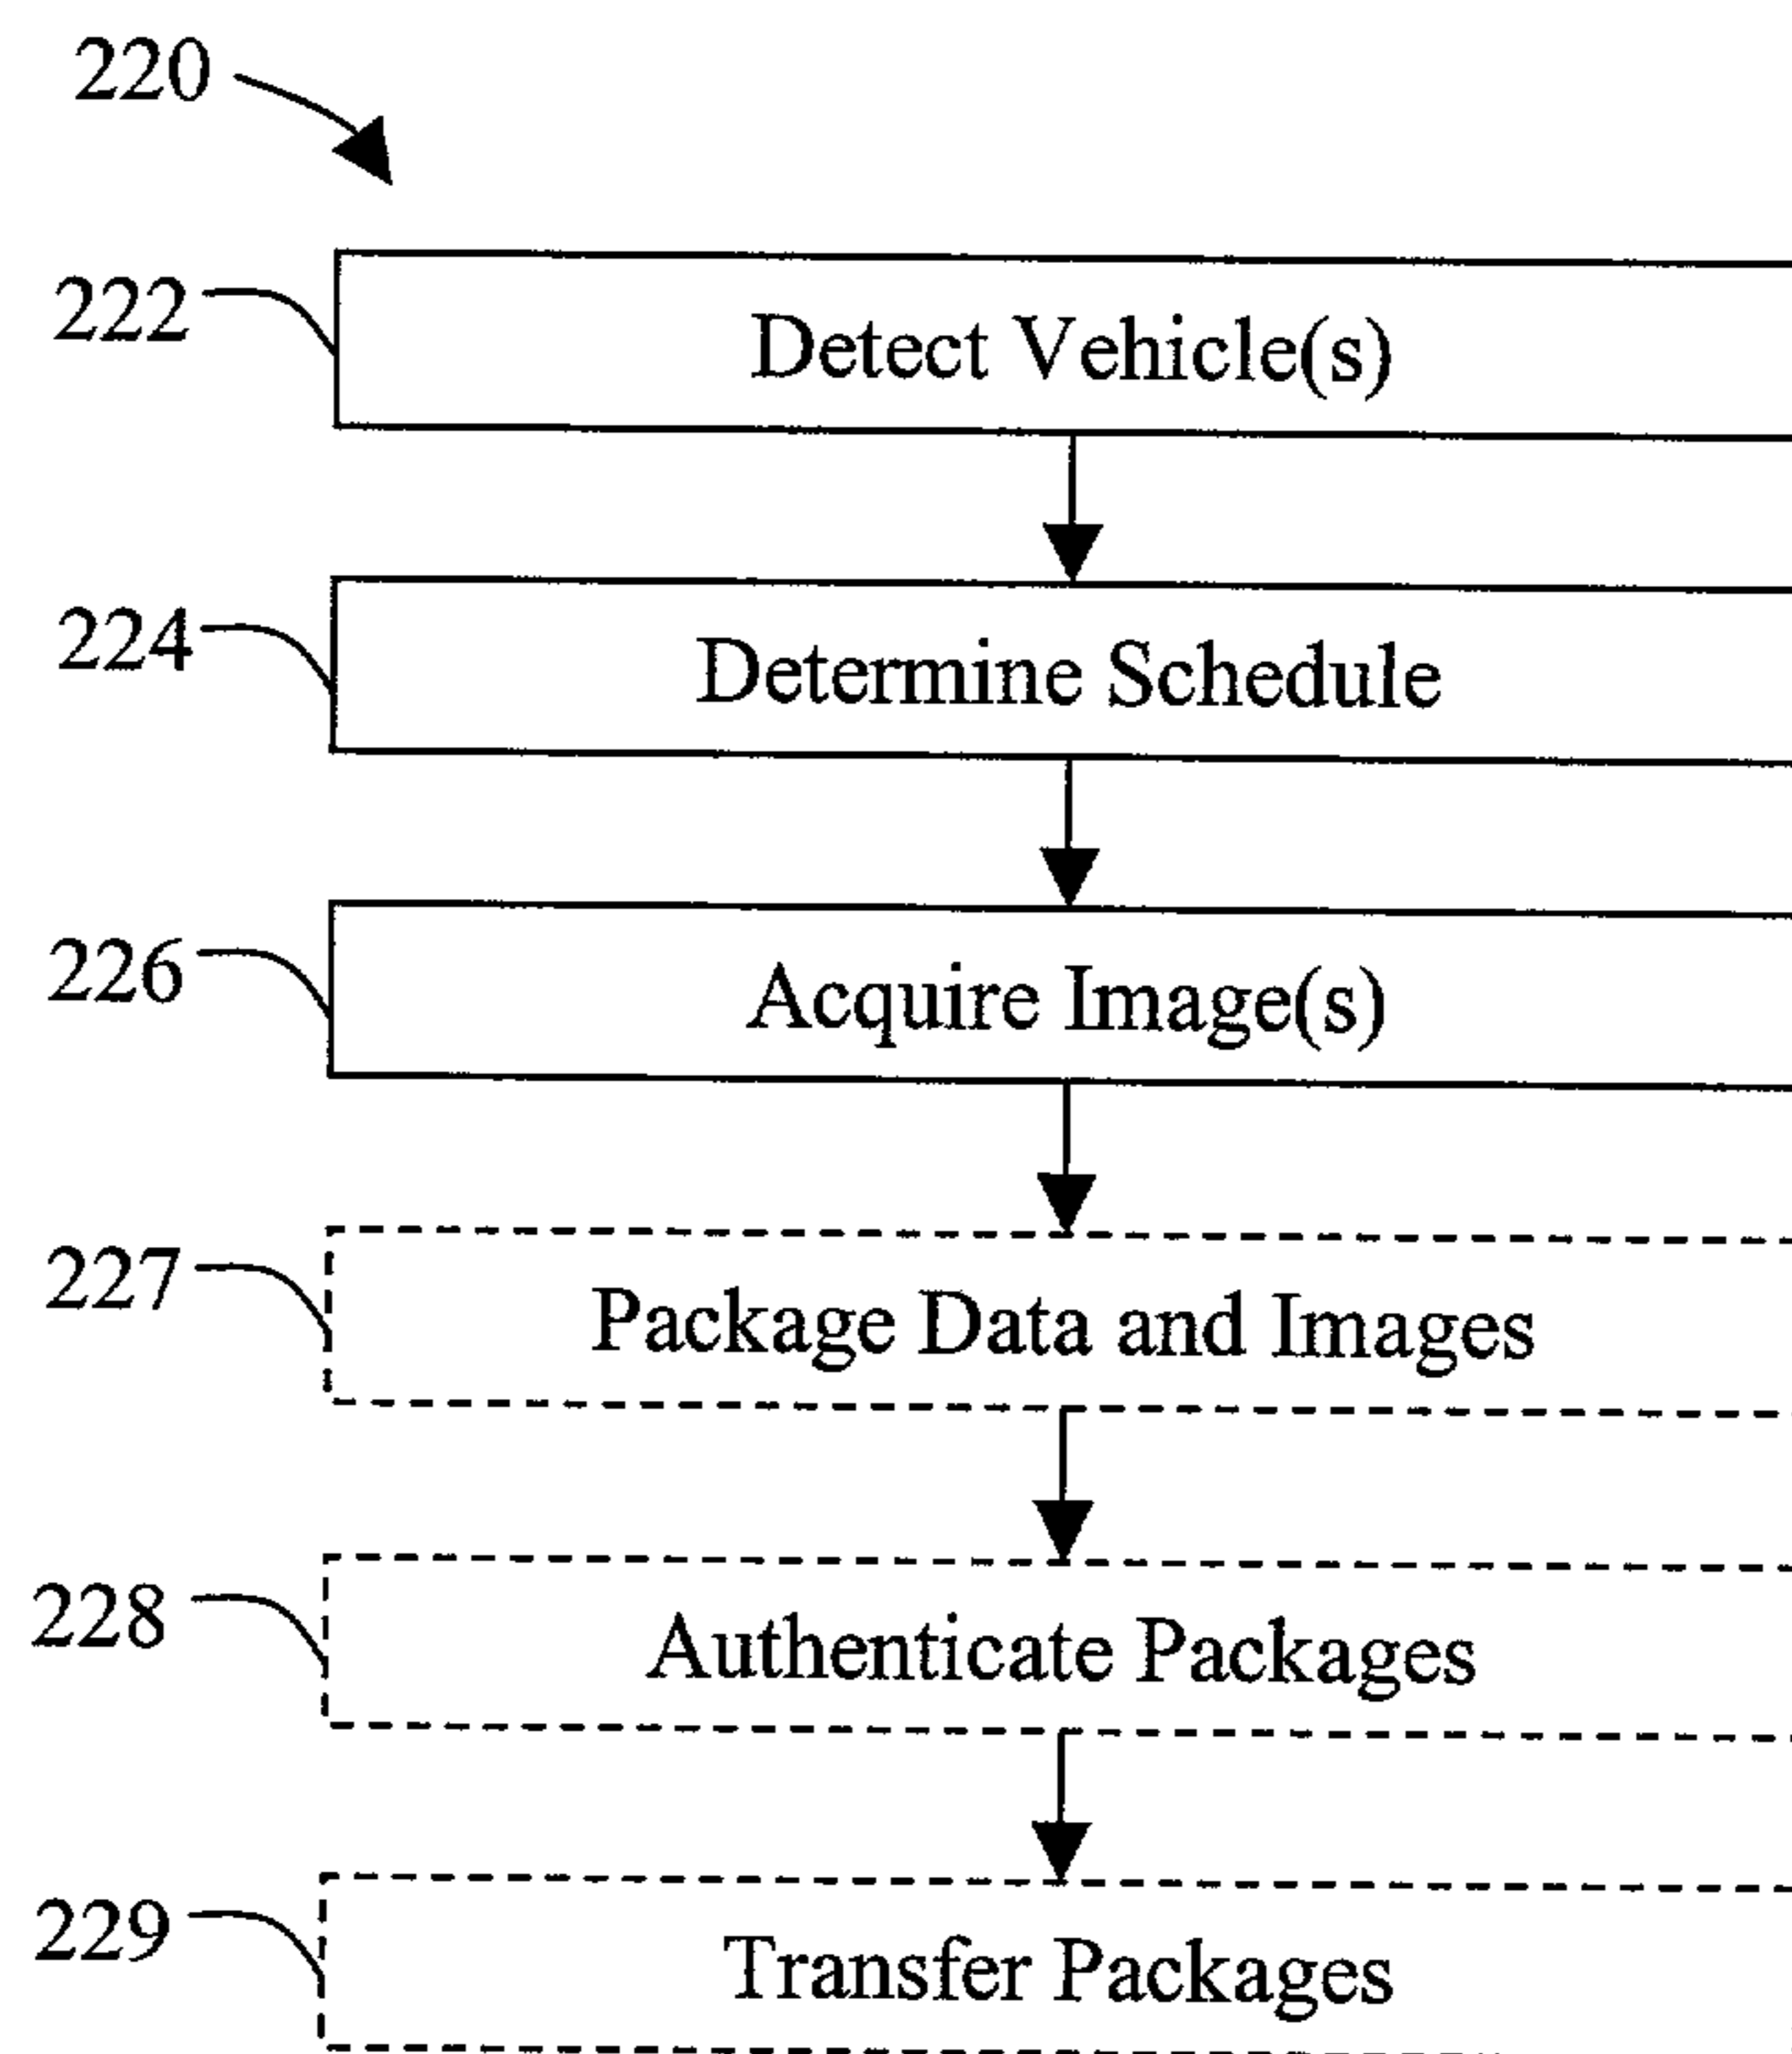 220
222
Detect Vehicle(s)
224
Determine Schedule
226
Acquire Image(s)
227
Package Data and Images
228
Authenticate Packages
229
Transfer Packages